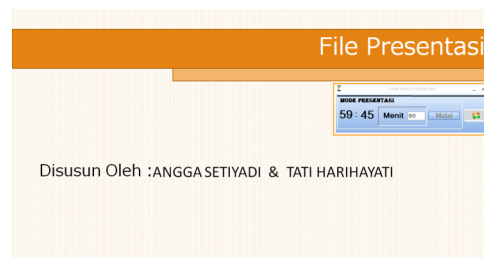 File Presentasi
MODE PRESENTASI
59: 45 Menit 60 Mulai
Disusun Oleh :ANGGA SETIYADI & TATI HARIHAYATI